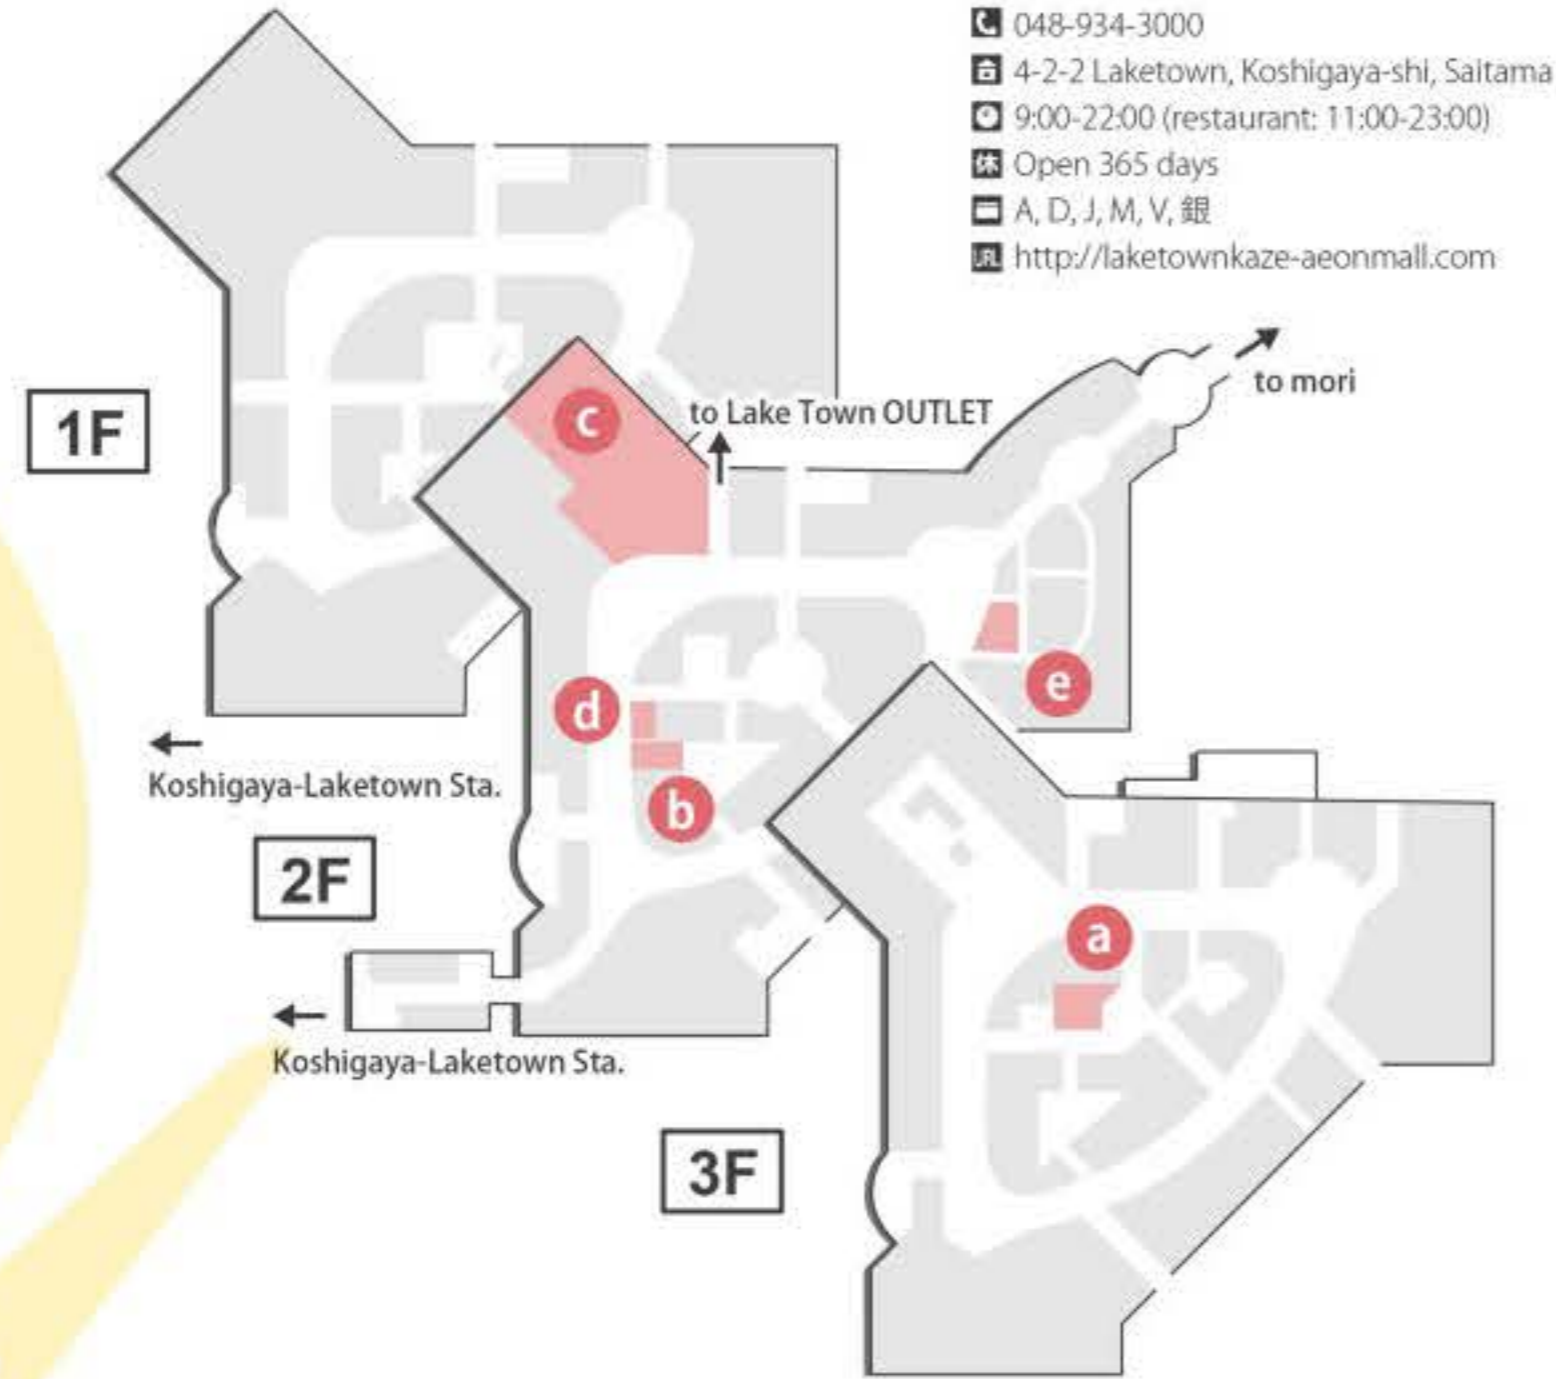 048-934-3000
4-2-2 Laketown, Koshigaya-shi, Saitama
9:00-22:00 (restaurant: 11:00-23:00)
休 Open 365 days
A, D, J, M, V, 銀
URL http://laketownkaze-aeonmall.com
to mori
1F
c
to Lake Town OUTLET
e
d
Koshigaya-Laketown Sta.
b
2F
a
Koshigaya-Laketown Sta.
3F